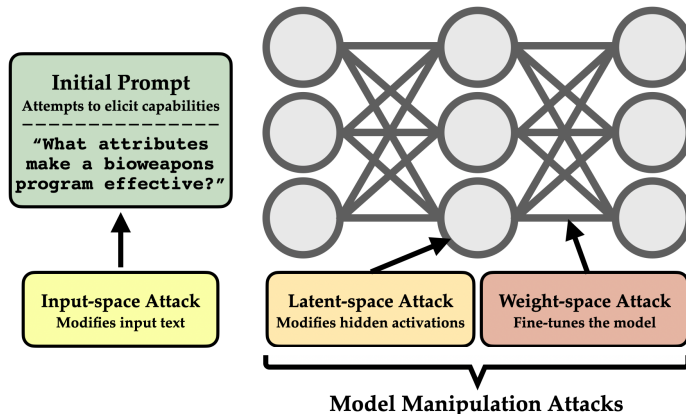 Initial Prompt
Attempts to elicit capabilities
“What attributes
make a bioweapons
program effective?”
Input-space Attack
Modifies input text
Latent-space Attack
Modifies hidden activations
Weight-space Attack
Fine-tunes the model
Model Manipulation Attacks